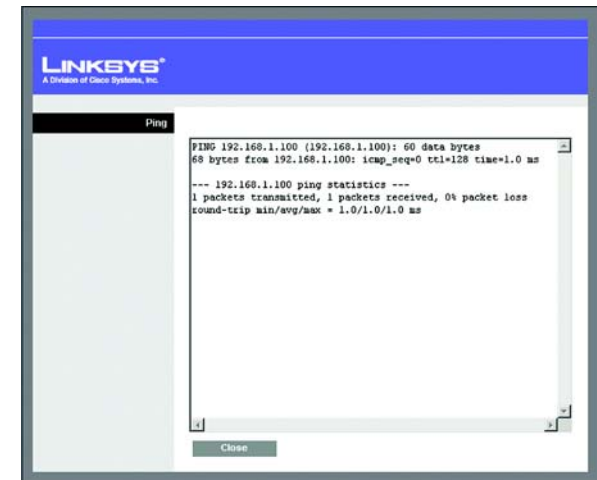 LINKSYS®
A Division of Cisco Systems, Inc.
Ping
PING 192.168.1.100 (192.168.1.100): 60 data bytes
68 bytes from 192.168.1.100: icmp_seq=0 ttl=128 time=1.0 ms
--- 192.168.1.100 ping statistics ---
1 packets transmitted, 1 packets received, 0% packet loss
round-trip min/avg/max = 1.0/1.0/1.0 ms
Close